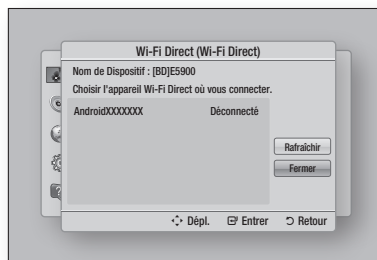 Wi-Fi Direct (Wi-Fi Direct)
Nom de Dispositif : [BD]E5900
Choisir l'appareil Wi-Fi Direct où vous connecter.
AndroidXXXXXXX Déconnecté
Rafraîchir
Fermer
Dépl. Entrer Retour